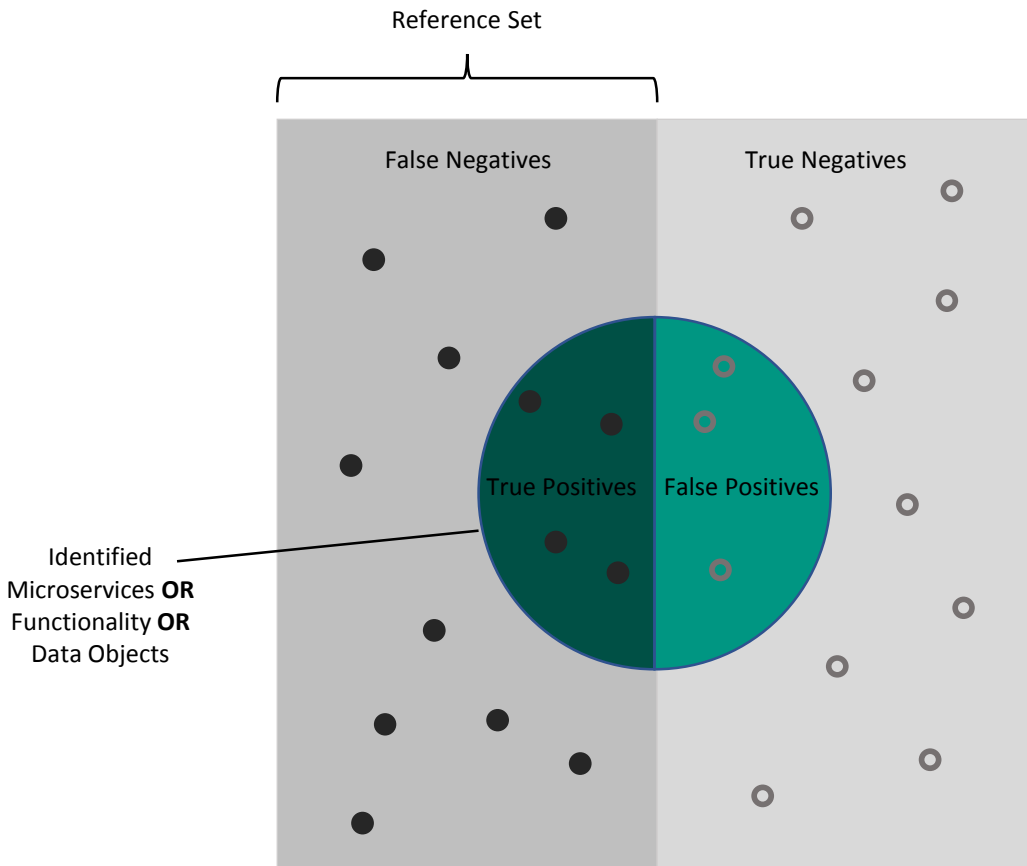 Reference Set
False Negatives
True Negatives
True Positives
False Positives
Identified
Microservices OR
Functionality OR
Data Objects